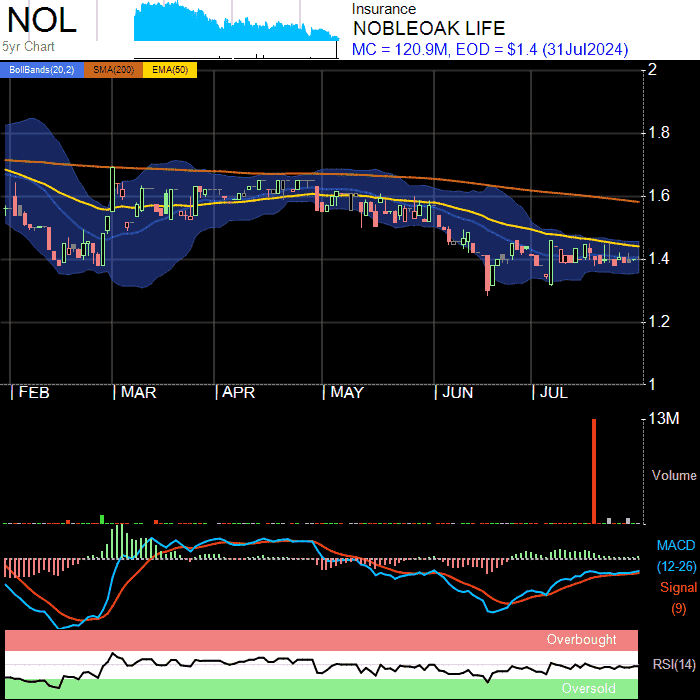 NOL
5yr Chart
Insurance
NOBLEOAK LIFE
MC = 120.9M, EOD = $1.4 (31Jul2024)
BollBands(20,2) SMA(200) EMA(50)
2
1.8
1.6
1.4
1.2
1
| FEB | MAR | APR | MAY | JUN | JUL
13M
Volume
MACD
(12-26)
Signal
(9)
Overbought
RSI(14)
Oversold